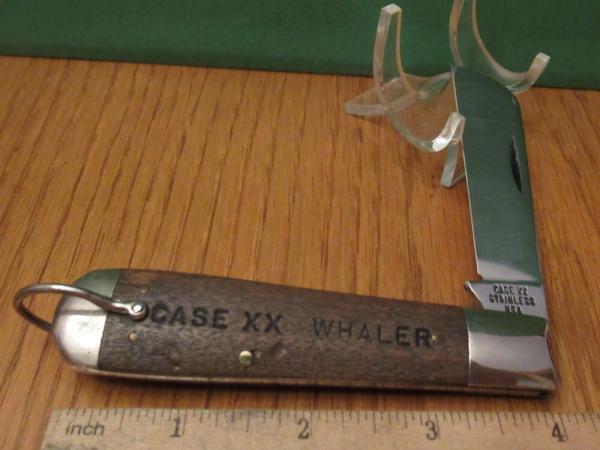 CASE XX
STAINLESS
USA
CASE XX WHALER
inch 1 2 3 4